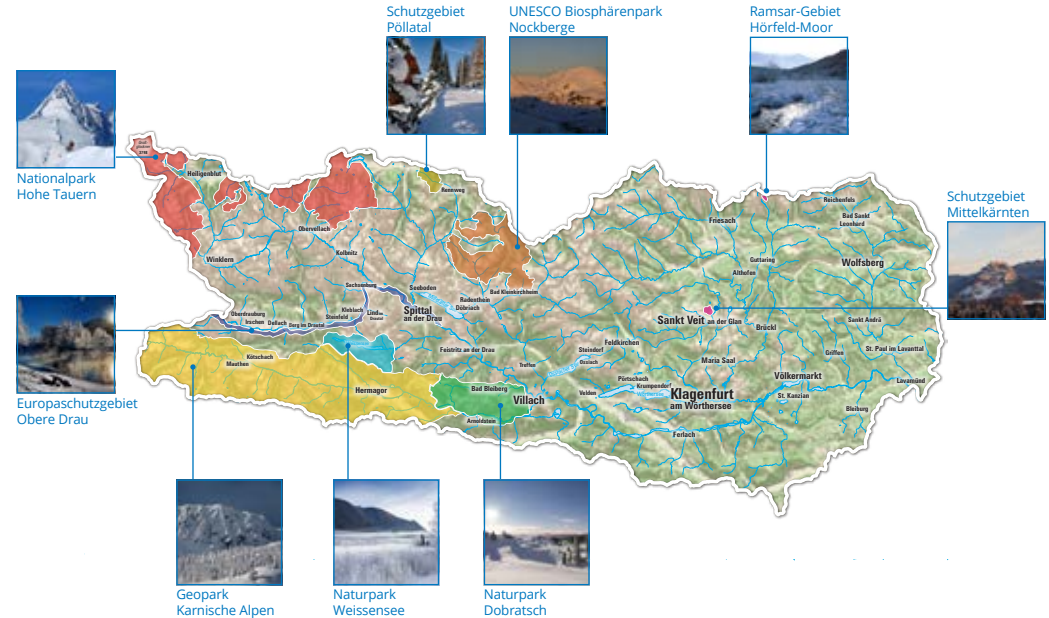 Schutzgebiet
Pöllatal
UNESCO Biosphärenpark
Nockberge
Ramsar-Gebiet
Hörfeld-Moor
Nationalpark
Hohe Tauern
Schutzgebiet
Mittelkärnten
Europaschutzgebiet
Obere Drau
Geopark
Karnische Alpen
Naturpark
Weissensee
Naturpark
Dobratsch
3798
Heiligenblut
Rennweg
Reichenfels
Bad Sankt
Leonhard
Friesach
Obervellach
Kolbnitz
Winklern
Guttaring
Althofen
Wolfsberg
Sachsenburg
Seeboden
Bad Kleinkirchheim
Radenthein
Döbriach
Spittal
an der Drau
Oberdrauburg
Irschen
Dellach
Berg im Drautal
Steinfeld
Kleblach
Lind im
Drautal
Sankt Veit an der Glan
Brückl
Sankt Andrä
Feistritz an der Drau
Feldkirchen
Steindorf
Ossiach
Treffen
Kötschach
Mauthen
Maria Saal
Griffen
St. Paul im Lavanttal
Hermagor
Bad Bleiberg
Villach
Velden
Pörtschach
Krumpendorf
Klagenfurt
am Wörthersee
Völkermarkt
St. Kanzian
Lavamünd
Bleiburg
Arnoldstein
Ferlach